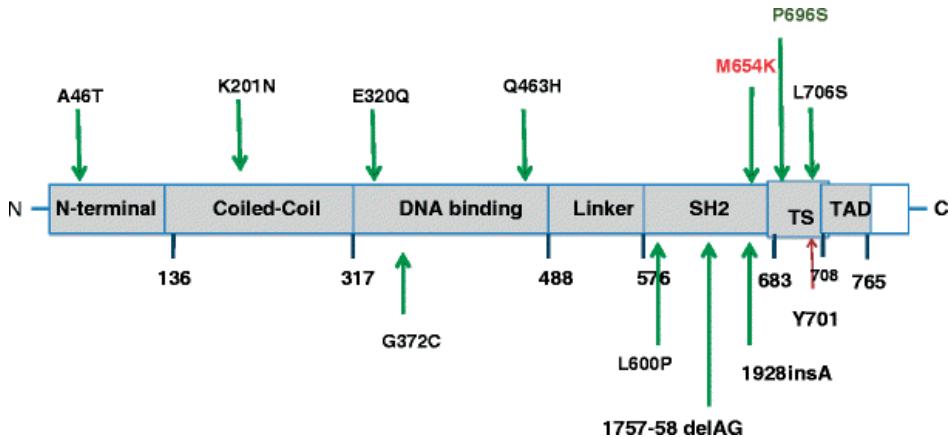 P696S
M654K
A46T
K201N
E320Q
Q463H
L706S
N
N-terminal
Coiled-Coil
DNA binding
Linker
SH2
TS
TAD
C
136
317
488
576
683
708
765
G372C
L600P
1928insA
Y701
1757-58 delAG